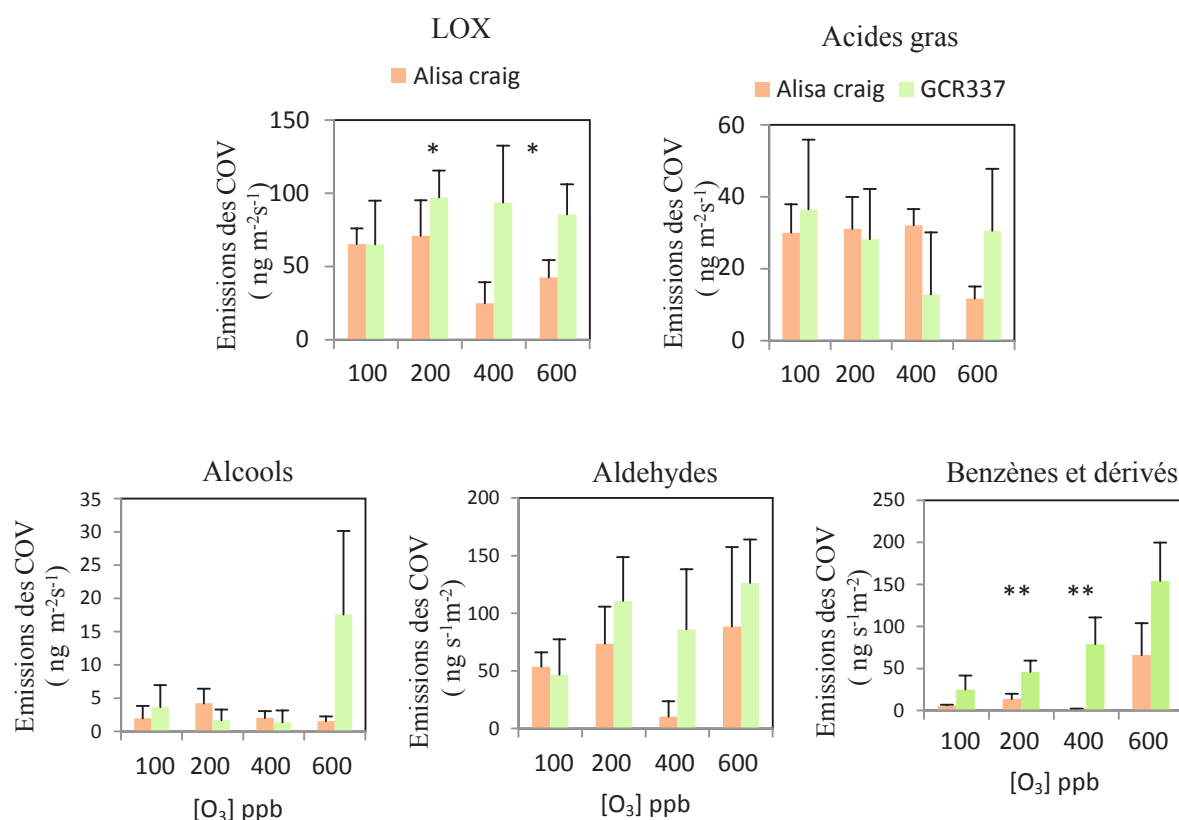 LOX
Alisa craig
Emissions des COV
( ng m-2s-1)
150
100
50
0
* *
100 200 400 600
Acides gras
Alisa craig GCR337
Emissions des COV
( ng m-2s-1)
60
40
20
0
100 200 400 600
Alcools
Emissions des COV
( ng m-2s-1)
35
30
25
20
15
10
5
0
100 200 400 600
[O3] ppb
Aldehydes
Emissions des COV
( ng s-1m-2)
200
150
100
50
0
100 200 400 600
[O3] ppb
Benzènes et dérivés
Emissions des COV
( ng s-1m-2)
250
200
150
100
50
0
** **
100 200 400 600
[O3] ppb